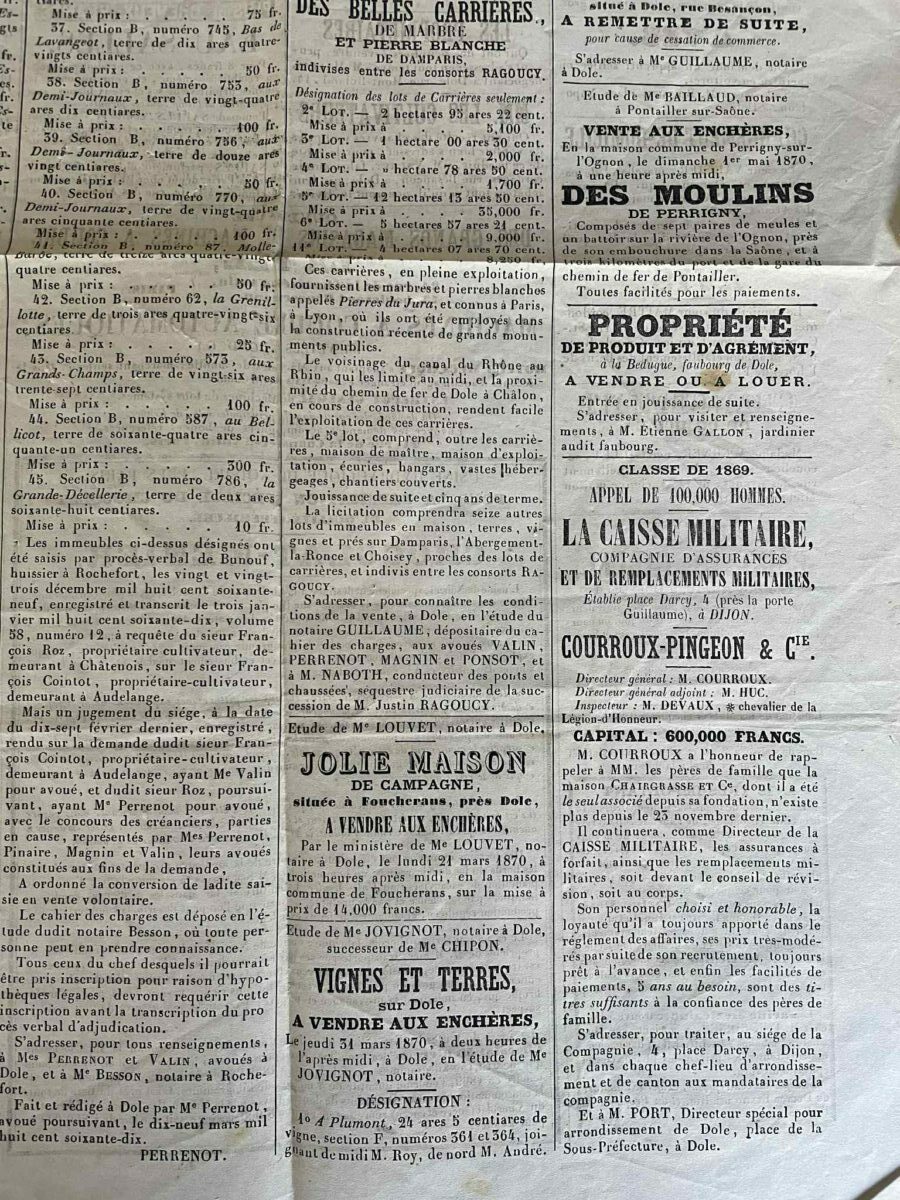 Mise à prix : . . . . . 75 fr.
37. Section B, numéro 745, Bas de
Lavangeot, terre de dix ares quatre-
vingts centiares.
Mise à prix : . . . . . 50 fr.
38. Section B, numéro 753, aux
Demi-Journaux, terre de vingt-quatre
ares dix centiares.
Mise à prix : . . . . 100 fr.
39. Section B, numéro 756, aux
Demi-Journaux, terre de douze ares
vingt centiares.
Mise à prix : . . . . . 50 fr.
40. Section B, numéro 770, aux
Demi-Journaux, terre de vingt-quatre
ares cinquante centiares.
Mise à prix : . . . . 100 fr.
41. Section B, numéro 87, Molle-
Barbe, terre de treize ares quatre-vingt
quatre centiares.
Mise à prix : . . . . . 50 fr.
42. Section B, numéro 62, la Grenil-
lotte, terre de trois ares quatre-vingt-six
centiares.
Mise à prix : . . . . . 25 fr.
43. Section B, numéro 573, aux
Grands-Champs, terre de vingt-six ares
trente-sept centiares.
Mise à prix : . . . . . 100 fr.
44. Section B, numéro 587, au Bel-
licot, terre de soixante-quatre ares cin-
quante-un centiares.
Mise à prix : . . . . . 300 fr.
45. Section B, numéro 786, la
Grande-Décellerie, terre de deux ares
soixante-huit centiares.
Mise à prix : . . . . . 10 fr.
Les immeubles ci-dessus désignés ont
été saisis par procès-verbal de Bunouf,
huissier à Rochefort, les vingt et vingt-
trois décembre mil huit cent soixante-
neuf, enregistré et transcrit le trois jan-
vier mil huit cent soixante-dix, volume
58, numéro 12, à requête du sieur Fran-
çois Roz, propriétaire cultivateur, de-
meurant à Châtenois, sur le sieur Fran-
çois Cointot, propriétaire-cultivateur,
demeurant à Audelange.
Mais un jugement du siége, à la date
du dix-sept février dernier, enregistré,
rendu sur la demande dudit sieur Fran-
çois Cointot, propriétaire-cultivateur,
demeurant à Audelange, ayant Me Valin
pour avoué, et dudit sieur Roz, poursui-
vant, ayant Me Perrenot pour avoué,
avec le concours des créanciers, parties
en cause, représentés par Mes Perrenot,
Pinaire, Magnin et Valin, leurs avoués
constitués aux fins de la demande,
A ordonné la conversion de ladite sai-
sie en vente volontaire.
Le cahier des charges est déposé en l'é-
tude dudit notaire Besson, où toute per-
sonne peut en prendre connaissance.
Tous ceux du chef desquels il pourrait
être pris inscription pour raison d'hypo-
thèques légales, devront requérir cette
inscription avant la transcription du pro
cès verbal d'adjudication.
S'adresser, pour tous renseignements,
à Mes PERRENOT et VALIN, avoués à
Dole, et à Me BESSON, notaire à Roche-
fort.
Fait et rédigé à Dole par Me Perrenot,
avoué poursuivant, le dix-neuf mars mil
huit cent soixante-dix.
PERRENOT.
DES BELLES CARRIÈRES,
DE MARBRE
ET PIERRE BLANCHE
DE DAMPARIS,
indivises entre les consorts RAGOUCY.
Désignation des lots de Carrières seulement :
2e LOT. — 2 hectares 95 ares 22 cent.
Mise à prix à . . . . 5,100 fr.
3e LOT. — 1 hectare 00 ares 30 cent.
Mise à prix à . . . . 2,000 fr.
4e LOT. — » hectare 78 ares 50 cent.
Mise à prix à . . . . 1,700 fr.
5e LOT. — 12 hectares 13 ares 50 cent.
Mise à prix à . . . . 35,000 fr.
6e LOT. — 5 hectares 57 ares 21 cent.
Mise à prix à . . . . 9,000 fr.
11e LOT. — 4 hectares 07 ares 70 cent.
8,250 fr.
Ces carrières, en pleine exploitation,
fournissent les marbres et pierres blanches
appelés Pierres du Jura, et connus à Paris,
à Lyon, où ils ont été employés dans
la construction récente de grands monu-
ments publics.
Le voisinage du canal du Rhône au
Rhin, qui les limite au midi, et la proxi-
mité du chemin de fer de Dole à Châlon,
en cours de construction, rendent facile
l'exploitation de ces carrières.
Le 5e lot, comprend, outre les carriè-
res, maison de maître, maison d'exploi-
tation, écuries, hangars, vastes héber-
geages, chantiers couverts.
Jouissance de suite et cinq ans de terme.
La licitation comprendra seize autres
lots d'immeubles en maison, terres, vi-
gnes et prés sur Damparis, l'Abergement-
la-Ronce et Choisey, proches des lots de
carrières, et indivis entre les consorts RA-
GOUCY.
S'adresser, pour connaître les condi-
tions de la vente, à Dole, en l'étude du
notaire GUILLAUME, dépositaire du ca-
hier des charges, aux avoués VALIN,
PERRENOT, MAGNIN et PONSOT, et
à M. NABOTH, conducteur des ponts et
chaussées, séquestre judiciaire de la suc-
cession de M. Justin RAGOUCY.
Etude de Me LOUVET, notaire à Dole.
JOLIE MAISON
DE CAMPAGNE,
située à Foucherans, près Dole,
A VENDRE AUX ENCHÈRES,
Par le ministère de Me LOUVET, no-
taire à Dole, le lundi 21 mars 1870, à
trois heures après midi, en la maison
commune de Foucherans, sur la mise à
prix de 14,000 francs.
Etude de Me JOVIGNOT, notaire à Dole,
successeur de Me CHIPON.
VIGNES ET TERRES,
sur Dole,
A VENDRE AUX ENCHÈRES,
Le jeudi 31 mars 1870, à deux heures de
l'après midi, à Dole, en l'étude de Me
JOVIGNOT, notaire.
DÉSIGNATION :
1o A Plumont, 24 ares 5 centiares de
vigne, section F, numéros 361 et 364, joi-
gnant de midi M. Roy, de nord M. André.
situé à Dole, rue Besançon,
A REMETTRE DE SUITE,
pour cause de cessation de commerce.
S'adresser à Me GUILLAUME, notaire
à Dole.
Etude de Me BAILLAUD, notaire
à Pontailler sur-Saône.
VENTE AUX ENCHÈRES,
En la maison commune de Perrigny-sur-
l'Ognon, le dimanche 1er mai 1870,
à une heure après midi,
DES MOULINS
DE PERRIGNY,
Composés de sept paires de meules et
un battoir sur la rivière de l'Ognon, près
de son embouchure dans la Saône, et à
trois kilomètres du port et de la gare du
chemin de fer de Pontailler.
Toutes facilités pour les paiements.
PROPRIÉTÉ
DE PRODUIT ET D'AGRÉMENT,
à la Bedugue, faubourg de Dole,
A VENDRE OU A LOUER.
Entrée en jouissance de suite.
S'adresser, pour visiter et renseigne-
ments, à M. Etienne GALLON, jardinier
audit faubourg.
CLASSE DE 1869.
APPEL DE 100,000 HOMMES.
LA CAISSE MILITAIRE,
COMPAGNIE D'ASSURANCES
ET DE REMPLACEMENTS MILITAIRES,
Établie place Darcy, 4 (près la porte
Guillaume), à DIJON.
COURROUX-PINGEON & CIE.
Directeur général : M. COURROUX.
Directeur général adjoint : M. HUC.
Inspecteur : M. DEVAUX, ✻ chevalier de la
Légion-d'Honneur.
CAPITAL : 600,000 FRANCS.
M. COURROUX a l'honneur de rap-
peler à MM. les pères de famille que la
maison CHAIRGRASSE ET Ce, dont il a été
le seul associé depuis sa fondation, n'existe
plus depuis le 23 novembre dernier.
Il continuera, comme Directeur de la
CAISSE MILITAIRE, les assurances à
forfait, ainsi que les remplacements mi-
litaires, soit devant le conseil de révi-
sion, soit au corps.
Son personnel choisi et honorable, la
loyauté qu'il a toujours apporté dans le
réglement des affaires, ses prix très-modé-
rés par suite de son recrutement, toujours
prêt à l'avance, et enfin les facilités de
paiements, 5 ans au besoin, sont des ti-
tres suffisants à la confiance des pères de
famille.
S'adresser, pour traiter, au siége de la
Compagnie, 4, place Darcy, à Dijon,
et dans chaque chef-lieu d'arrondisse-
ment et de canton aux mandataires de la
compagnie.
Et à M. PORT, Directeur spécial pour
arrondissement de Dole, place de la
Sous-Préfecture, à Dole.